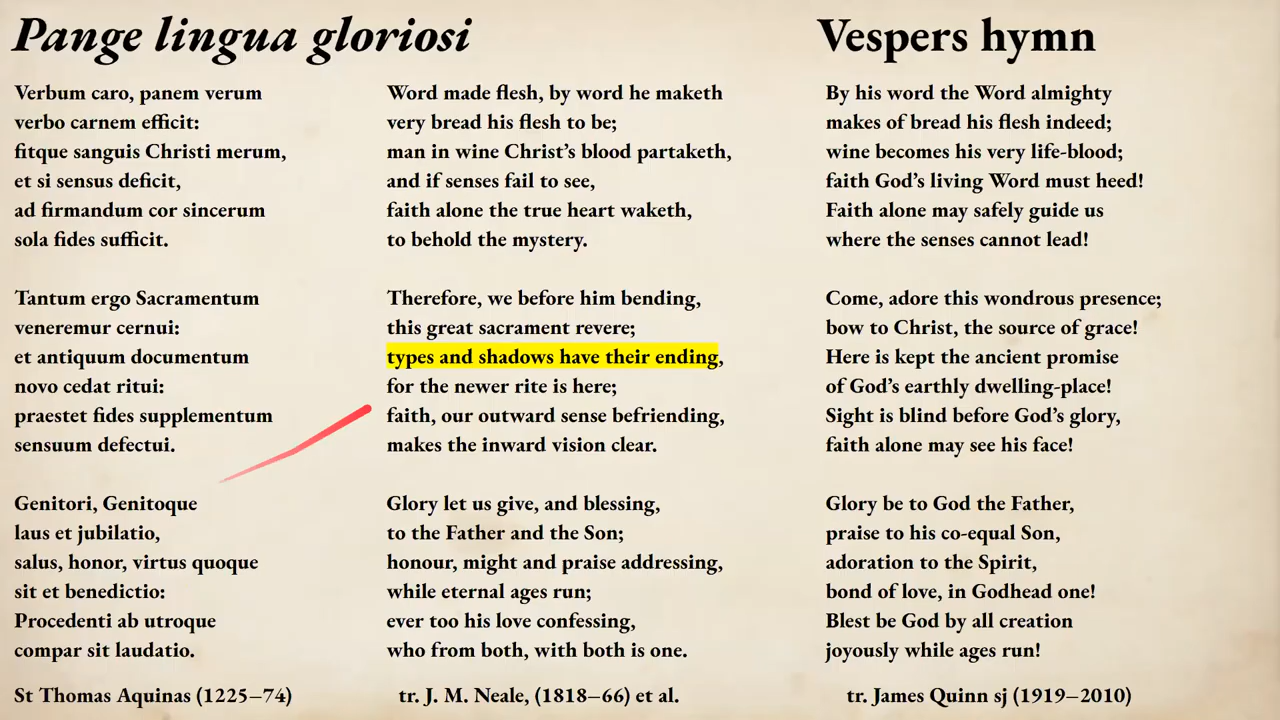 Pange lingua gloriosi
Verbum caro, panem verum
verbo carnem efficit:
fitque sanguis Christi merum,
et si sensus deficit,
ad firmandum cor sincerum
sola fides sufficit.
Tantum ergo Sacramentum
veneremur cernui:
et antiquum documentum
novo cedat ritui:
praestet fides supplementum
sensuum defectui.
Genitori, Genitoque
laus et jubilatio,
salus, honor, virtus quoque
sit et benedictio:
Procedenti ab utroque
compar sit laudatio.
St Thomas Aquinas (1225–74)
Word made flesh, by word he maketh
very bread his flesh to be;
man in wine Christ’s blood partaketh,
and if senses fail to see,
faith alone the true heart waketh,
to behold the mystery.
Therefore, we before him bending,
this great sacrament revere;
types and shadows have their ending,
for the newer rite is here;
faith, our outward sense befriending,
makes the inward vision clear.
Glory let us give, and blessing,
to the Father and the Son;
honour, might and praise addressing,
while eternal ages run;
ever too his love confessing,
who from both, with both is one.
tr. J. M. Neale, (1818–66) et al.
Vespers hymn
By his word the Word almighty
makes of bread his flesh indeed;
wine becomes his very life-blood;
faith God’s living Word must heed!
Faith alone may safely guide us
where the senses cannot lead!
Come, adore this wondrous presence;
bow to Christ, the source of grace!
Here is kept the ancient promise
of God’s earthly dwelling-place!
Sight is blind before God’s glory,
faith alone may see his face!
Glory be to God the Father,
praise to his co-equal Son,
adoration to the Spirit,
bond of love, in Godhead one!
Blest be God by all creation
joyously while ages run!
tr. James Quinn sj (1919–2010)